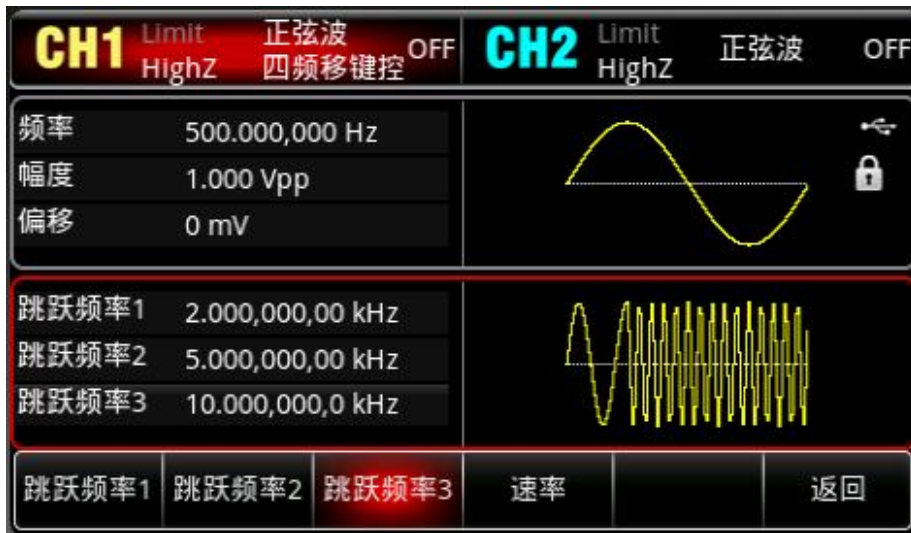 CH1 Limit 正弦波 OFF CH2 Limit 正弦波 OFF
HighZ 四频移键控 HighZ
频率 500.000,000 Hz
幅度 1.000 Vpp
偏移 0 mV
跳跃频率1 2.000,000,00 kHz
跳跃频率2 5.000,000,00 kHz
跳跃频率3 10.000,000,0 kHz
跳跃频率1 跳跃频率2 跳跃频率3 速率 返回